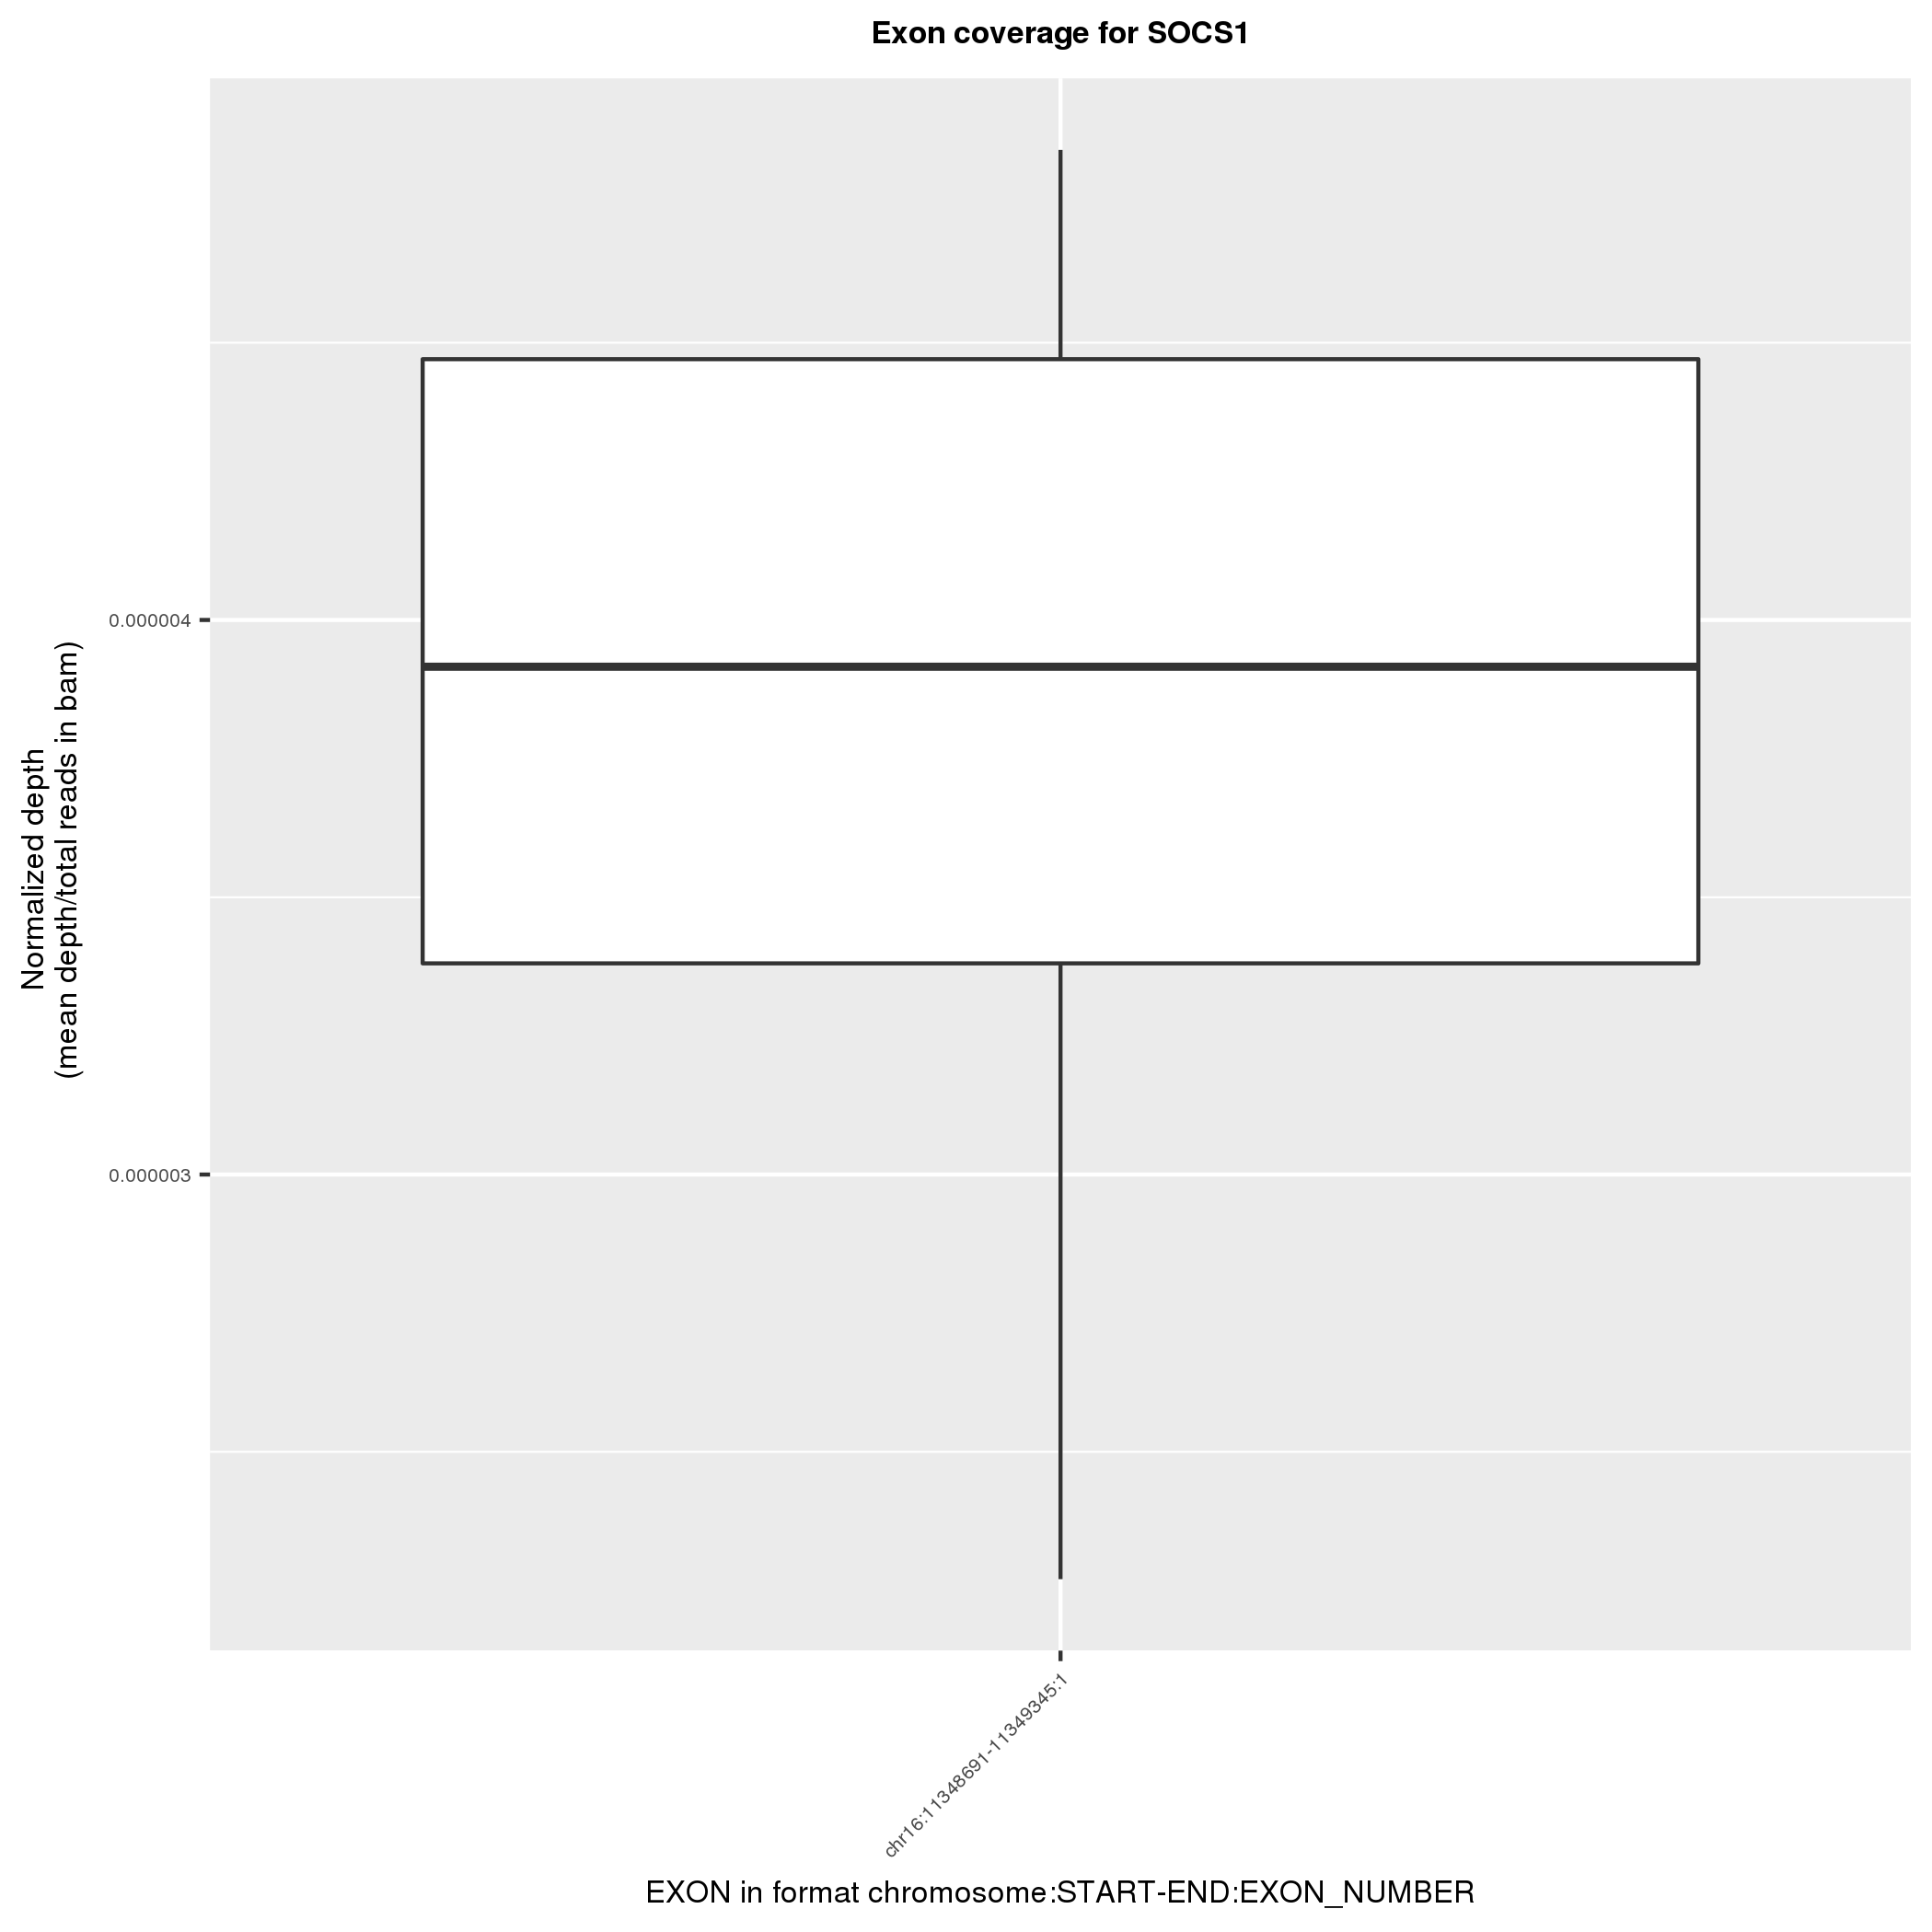 Exon coverage for SOCS1
Normalized depth
(mean depth/total reads in bam)
0.000004
0.000003
chr16:11348691-11349345:1
EXON in format chromosome:START-END:EXON_NUMBER